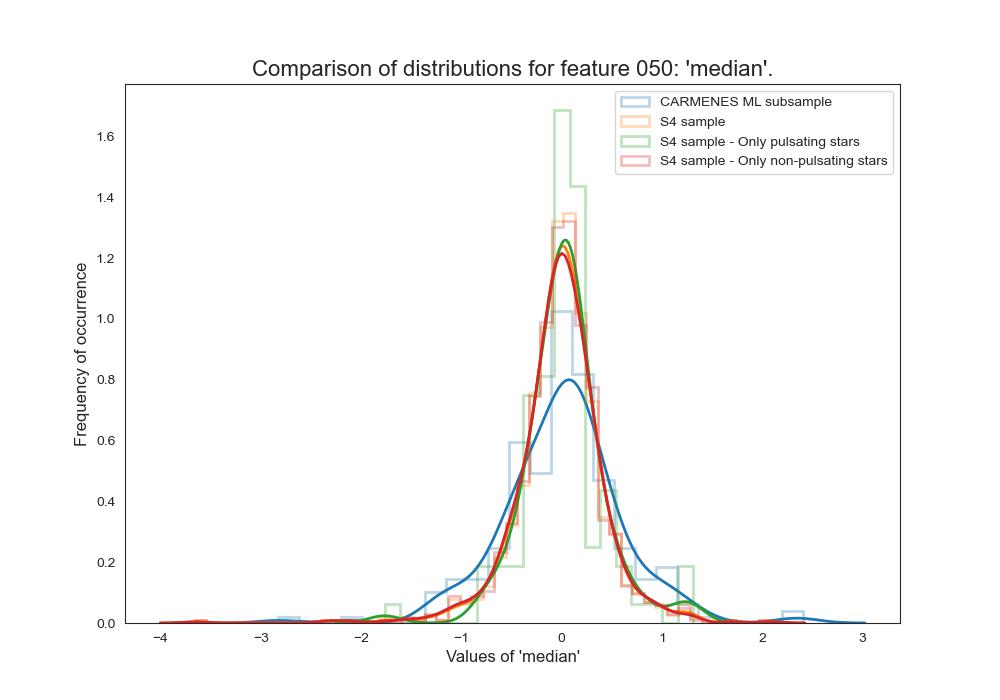 Comparison of distributions for feature 050: 'median'.
CARMENES ML subsample
S4 sample
S4 sample - Only pulsating stars
S4 sample - Only non-pulsating stars
Frequency of occurrence
1.6
1.4
1.2
1.0
0.8
0.6
0.4
0.2
0.0
−4 −3 −2 −1 0 1 2 3
Values of 'median'